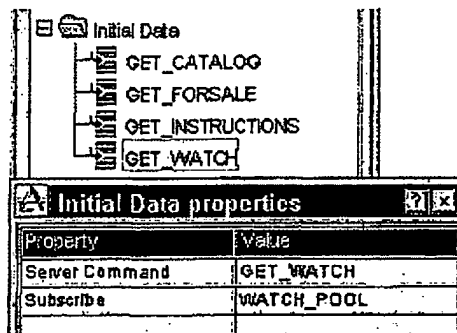 Initial Data
GET_CATALOG
GET_FORSALE
GET_INSTRUCTIONS
GET_WATCH
Initial Data properties
Property Value
Server Command GET_WATCH
Subscribe WATCH_POOL